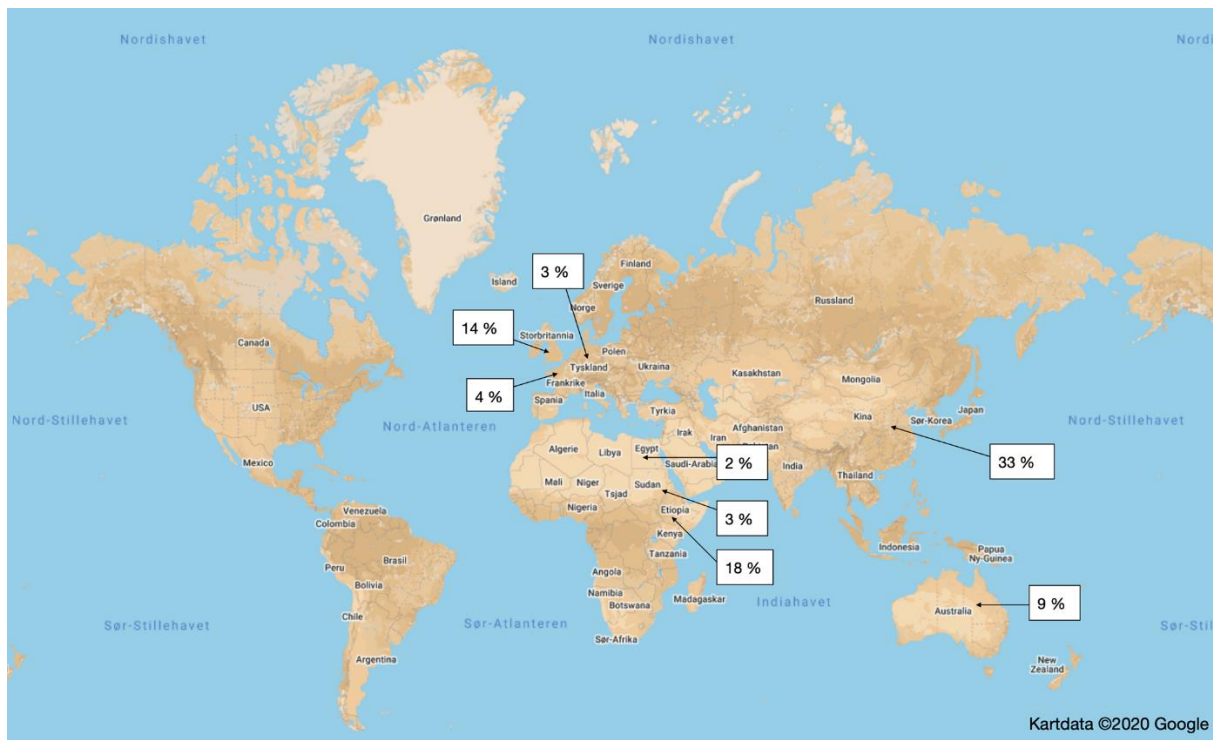 Nordishavet
Nordishavet
Nordi
Grønland
3 %
Finland
Island
Sverige
Norge
Russland
14 %
Storbritannia
Canada
Polen
Tyskland
Ukraina
Kasakhstan
Mongolia
4 %
Frankrike
Italia
Spania
USA
Tyrkia
Kina
Sør-Korea
Japan
Nord-Stillehavet
Nord-Atlanteren
Nord-Stillehavet
Afghanistan
Irak
Iran
Algerie
Libya
Egypt
2 %
Saudi-Arabia
India
33 %
Mexico
Mali
Niger
Tsjad
Sudan
Thailand
3 %
Venezuela
Colombia
Nigeria
Etiopia
Kenya
Tanzania
18 %
Indonesia
Papua
Ny-Guinea
Peru
Brasil
Bolivia
Angola
Namibia
Botswana
Madagaskar
Indiahavet
9 %
Australia
Chile
Sør-Stillehavet
Sør-Atlanteren
Sør-Stil
Sør-Afrika
Argentina
New
Zealand
Kartdata ©2020 Google